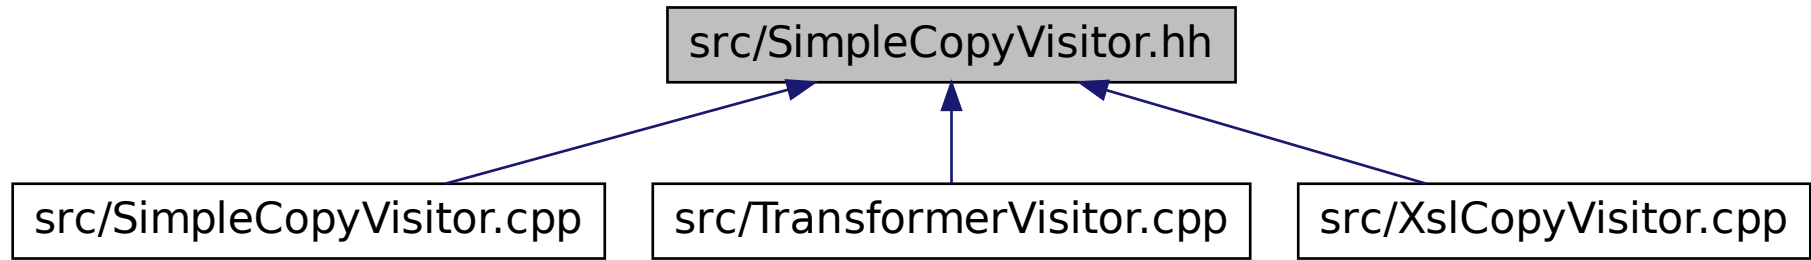 src/SimpleCopyVisitor.hh
src/SimpleCopyVisitor.cpp
src/TransformerVisitor.cpp
src/XslCopyVisitor.cpp